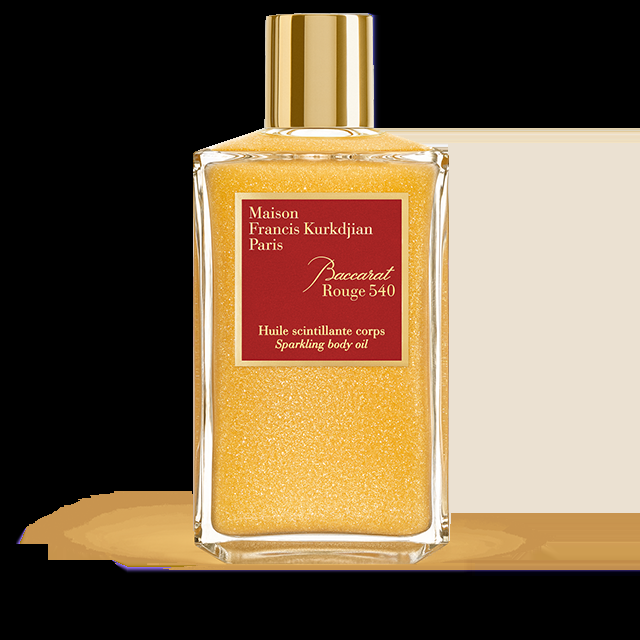 Maison
Francis Kurkdjian
Paris
Baccarat
Rouge 540
Huile scintillante corps
Sparkling body oil